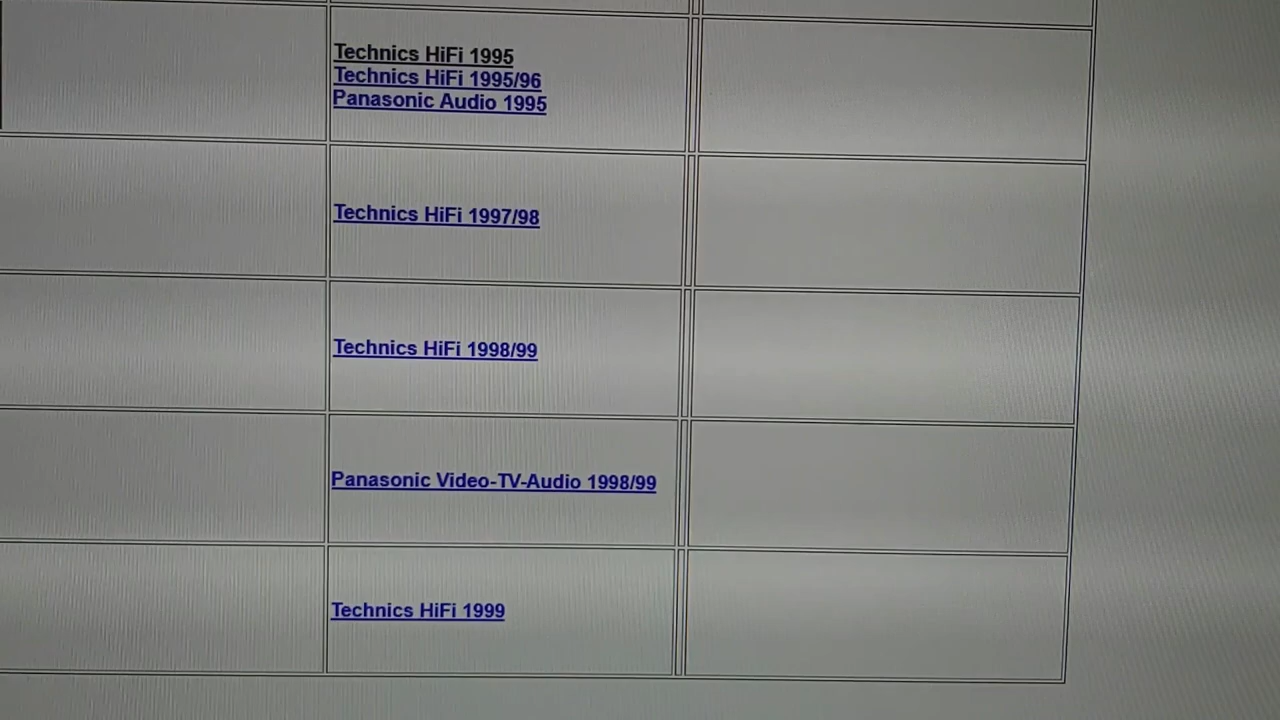 Technics HiFi 1995
Technics HiFi 1995/96
Panasonic Audio 1995
Technics HiFi 1997/98
Technics HiFi 1998/99
Panasonic Video-TV-Audio 1998/99
Technics HiFi 1999